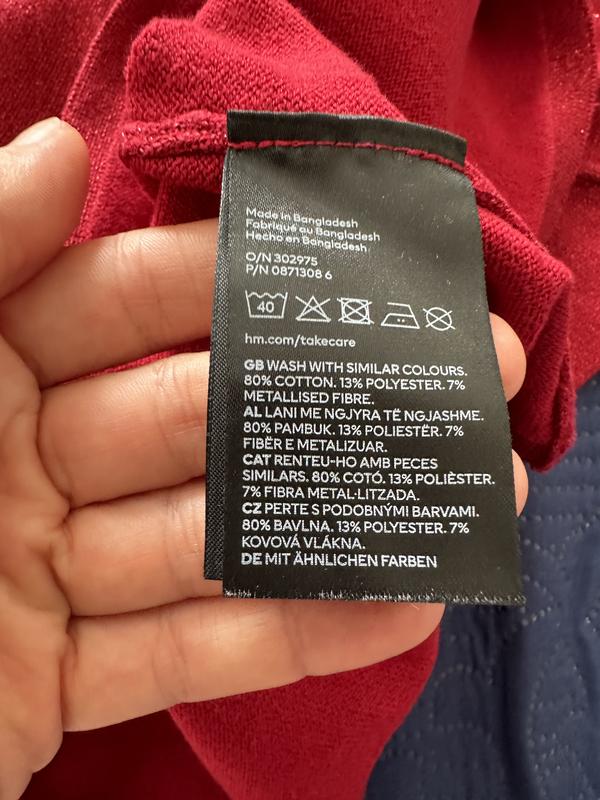 Made in Bangladesh
Fabriqué au Bangladesh
Hecho en Bangladesh
O/N 302975
P/N 0871308 6
40
hm.com/takecare
GB WASH WITH SIMILAR COLOURS.
80% COTTON. 13% POLYESTER. 7%
METALLISED FIBRE.
AL LANI ME NGJYRA TË NGJASHME.
80% PAMBUK. 13% POLIESTËR. 7%
FIBËR E METALIZUAR.
CAT RENTEU-HO AMB PECES
SIMILARS. 80% COTÓ. 13% POLIÈSTER.
7% FIBRA METAL·LITZADA.
CZ PERTE S PODOBNÝMI BARVAMI.
80% BAVLNA. 13% POLYESTER. 7%
KOVOVÁ VLÁKNA.
DE MIT ÄHNLICHEN FARBEN